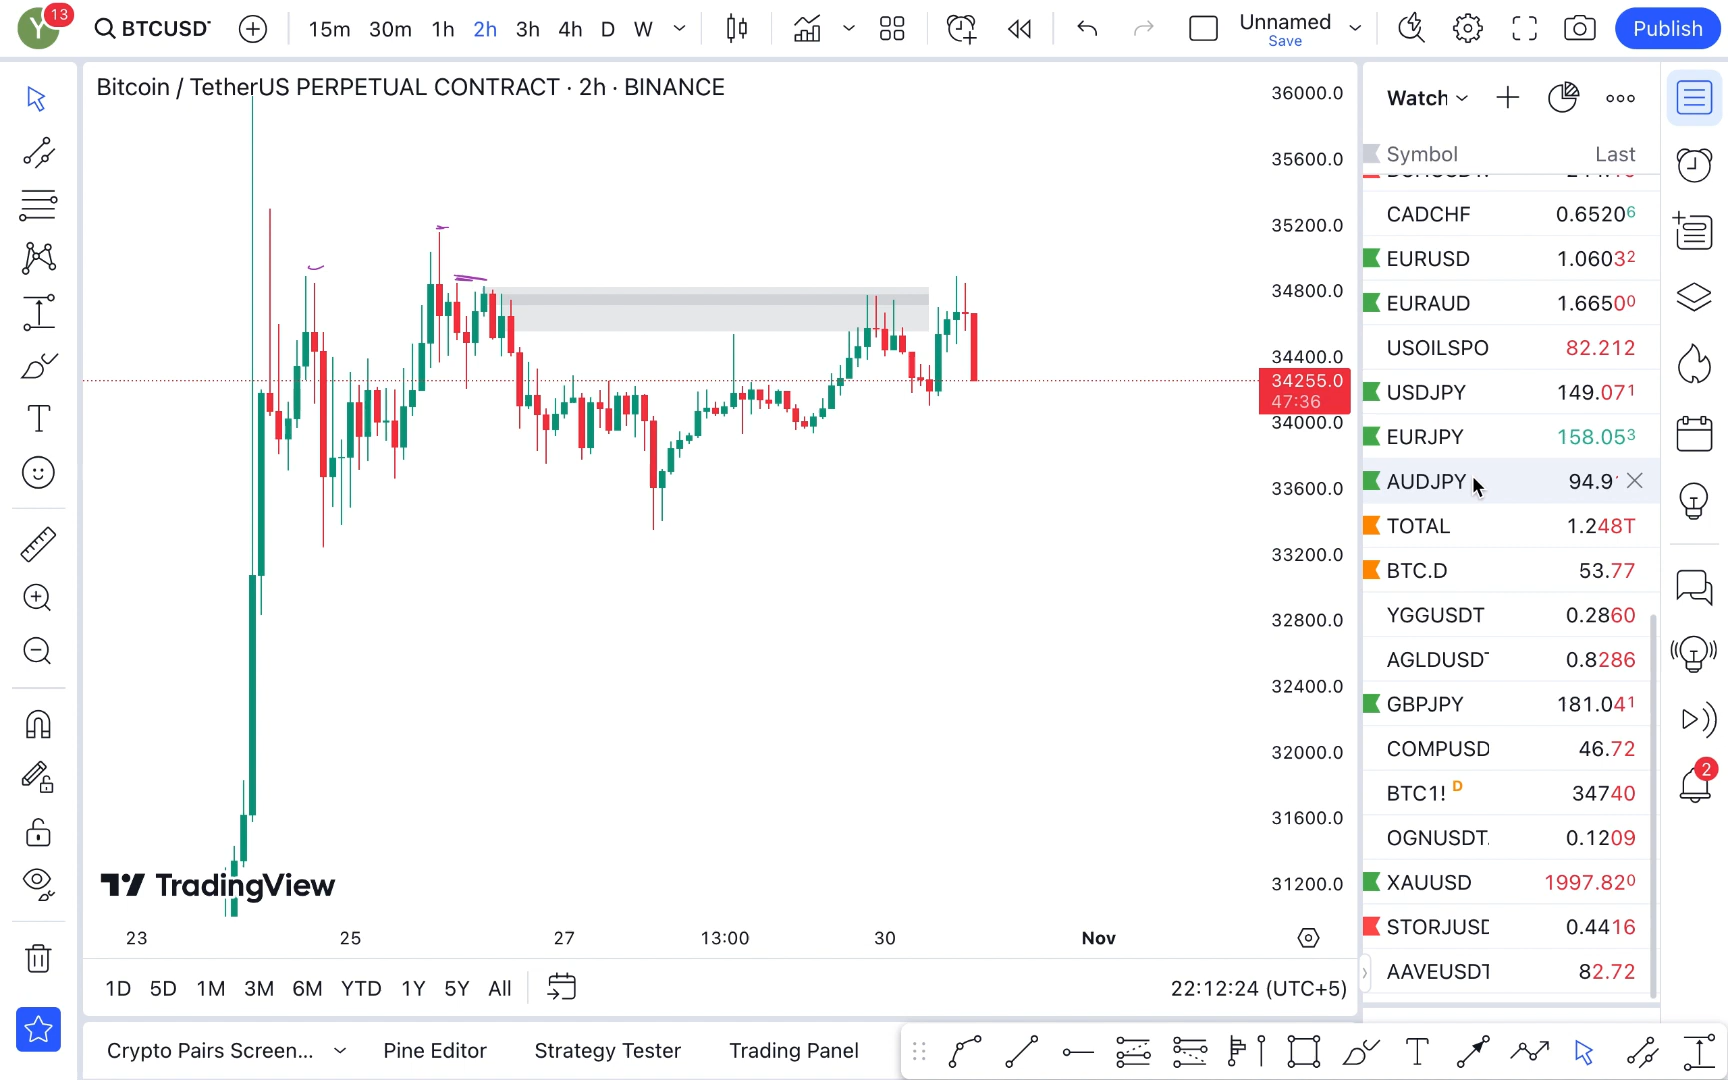 Y 13 BTCUSD 15m 30m 1h 2h 3h 4h D W Unnamed Save Publish
Bitcoin / TetherUS PERPETUAL CONTRACT · 2h · BINANCE
36000.0
35600.0
35200.0
34800.0
34400.0
34255.0
47:36
34000.0
33600.0
33200.0
32800.0
32400.0
32000.0
31600.0
31200.0
TradingView
23 25 27 13:00 30 Nov
1D 5D 1M 3M 6M YTD 1Y 5Y All 22:12:24 (UTC+5)
Crypto Pairs Screen... Pine Editor Strategy Tester Trading Panel
Watch
Symbol Last
CADCHF 0.65206
EURUSD 1.06032
EURAUD 1.66500
USOILSPO 82.212
USDJPY 149.071
EURJPY 158.053
AUDJPY 94.9
TOTAL 1.248T
BTC.D 53.77
YGGUSDT 0.2860
AGLDUSDT 0.8286
GBPJPY 181.041
COMPUSD 46.72
BTC1! D 34740
OGNUSDT. 0.1209
XAUUSD 1997.820
STORJUSD 0.4416
AAVEUSDT 82.72
2